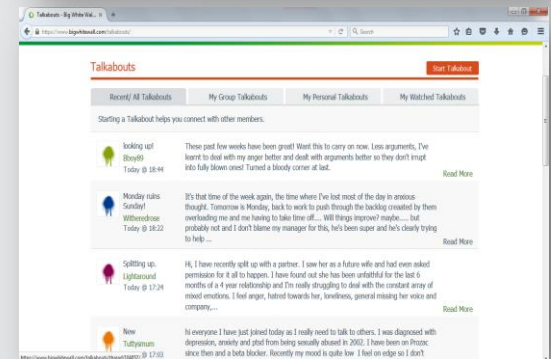 Talkabouts - Big White Wal...
https://www.bigwhitewall.com/talkabouts/
Search
Talkabouts
Start Talkabout
Recent/ All Talkabouts
My Group Talkabouts
My Personal Talkabouts
My Watched Talkabouts
Starting a Talkabout helps you connect with other members.
looking up!
Bboy89
Today @ 18:44
These past few weeks have been great! Want this to carry on now. Less arguments, I've
learnt to deal with my anger better and dealt with arguments better so they don't irrupt
into fully blown ones! Turned a bloody corner at last.
Read More
Monday ruins
Sunday!
Witheredrose
Today @ 18:22
It's that time of the week again, the time where I've lost most of the day in anxious
thought. Tomorrow is Monday, back to work to push through the backlog created by them
overloading me and me having to take time off.... Will things improve? maybe..... but
probably not and I don't blame my manager for this, he's been super and he's clearly trying
to help ...
Read More
Splitting up.
Lightaround
Today @ 17:24
Hi, I have recently split up with a partner. I saw her as a future wife and had even asked
permission for it all to happen. I have found out she has been unfaithful for the last 6
months of a 4 year relationship and I'm really struggling to deal with the constant array of
mixed emotions. I feel anger, hatred towards her, loneliness, general missing her voice and
company,...
Read More
New
Tuttysmum
@ 17:03
hi everyone I have just joined today as I really need to talk to others. I was diagnosed with
depression, anxiety and ptsd from being sexually abused in 2002. I have been on Prozac
since then and a beta blocker. Recently my mood is quite low I feel on edge so I don't